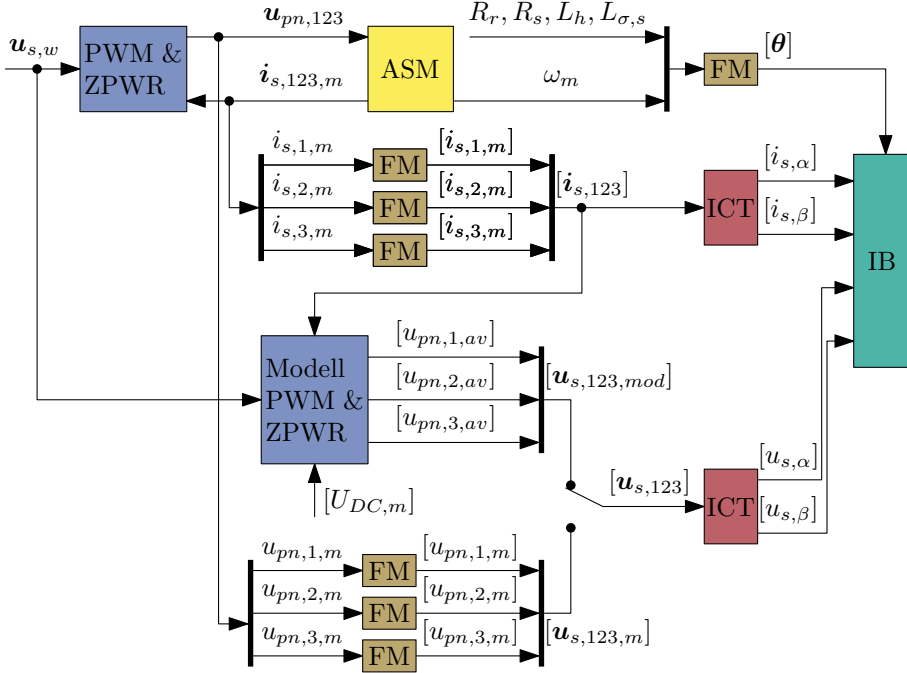 u_{s,w}
PWM &
ZPWR
u_{pn,123}
i_{s,123,m}
ASM
R_r, R_s, L_h, L_{σ,s}
ω_m
FM
[θ]
i_{s,1,m}
FM
[i_{s,1,m}]
i_{s,2,m}
FM
[i_{s,2,m}]
i_{s,3,m}
FM
[i_{s,3,m}]
[i_{s,123}]
ICT
[i_{s,α}]
[i_{s,β}]
IB
Modell
PWM &
ZPWR
[u_{pn,1,av}]
[u_{pn,2,av}]
[u_{pn,3,av}]
[u_{s,123,mod}]
[U_{DC,m}]
[u_{s,123}]
ICT
[u_{s,α}]
[u_{s,β}]
u_{pn,1,m}
FM
[u_{pn,1,m}]
u_{pn,2,m}
FM
[u_{pn,2,m}]
u_{pn,3,m}
FM
[u_{pn,3,m}]
[u_{s,123,m}]